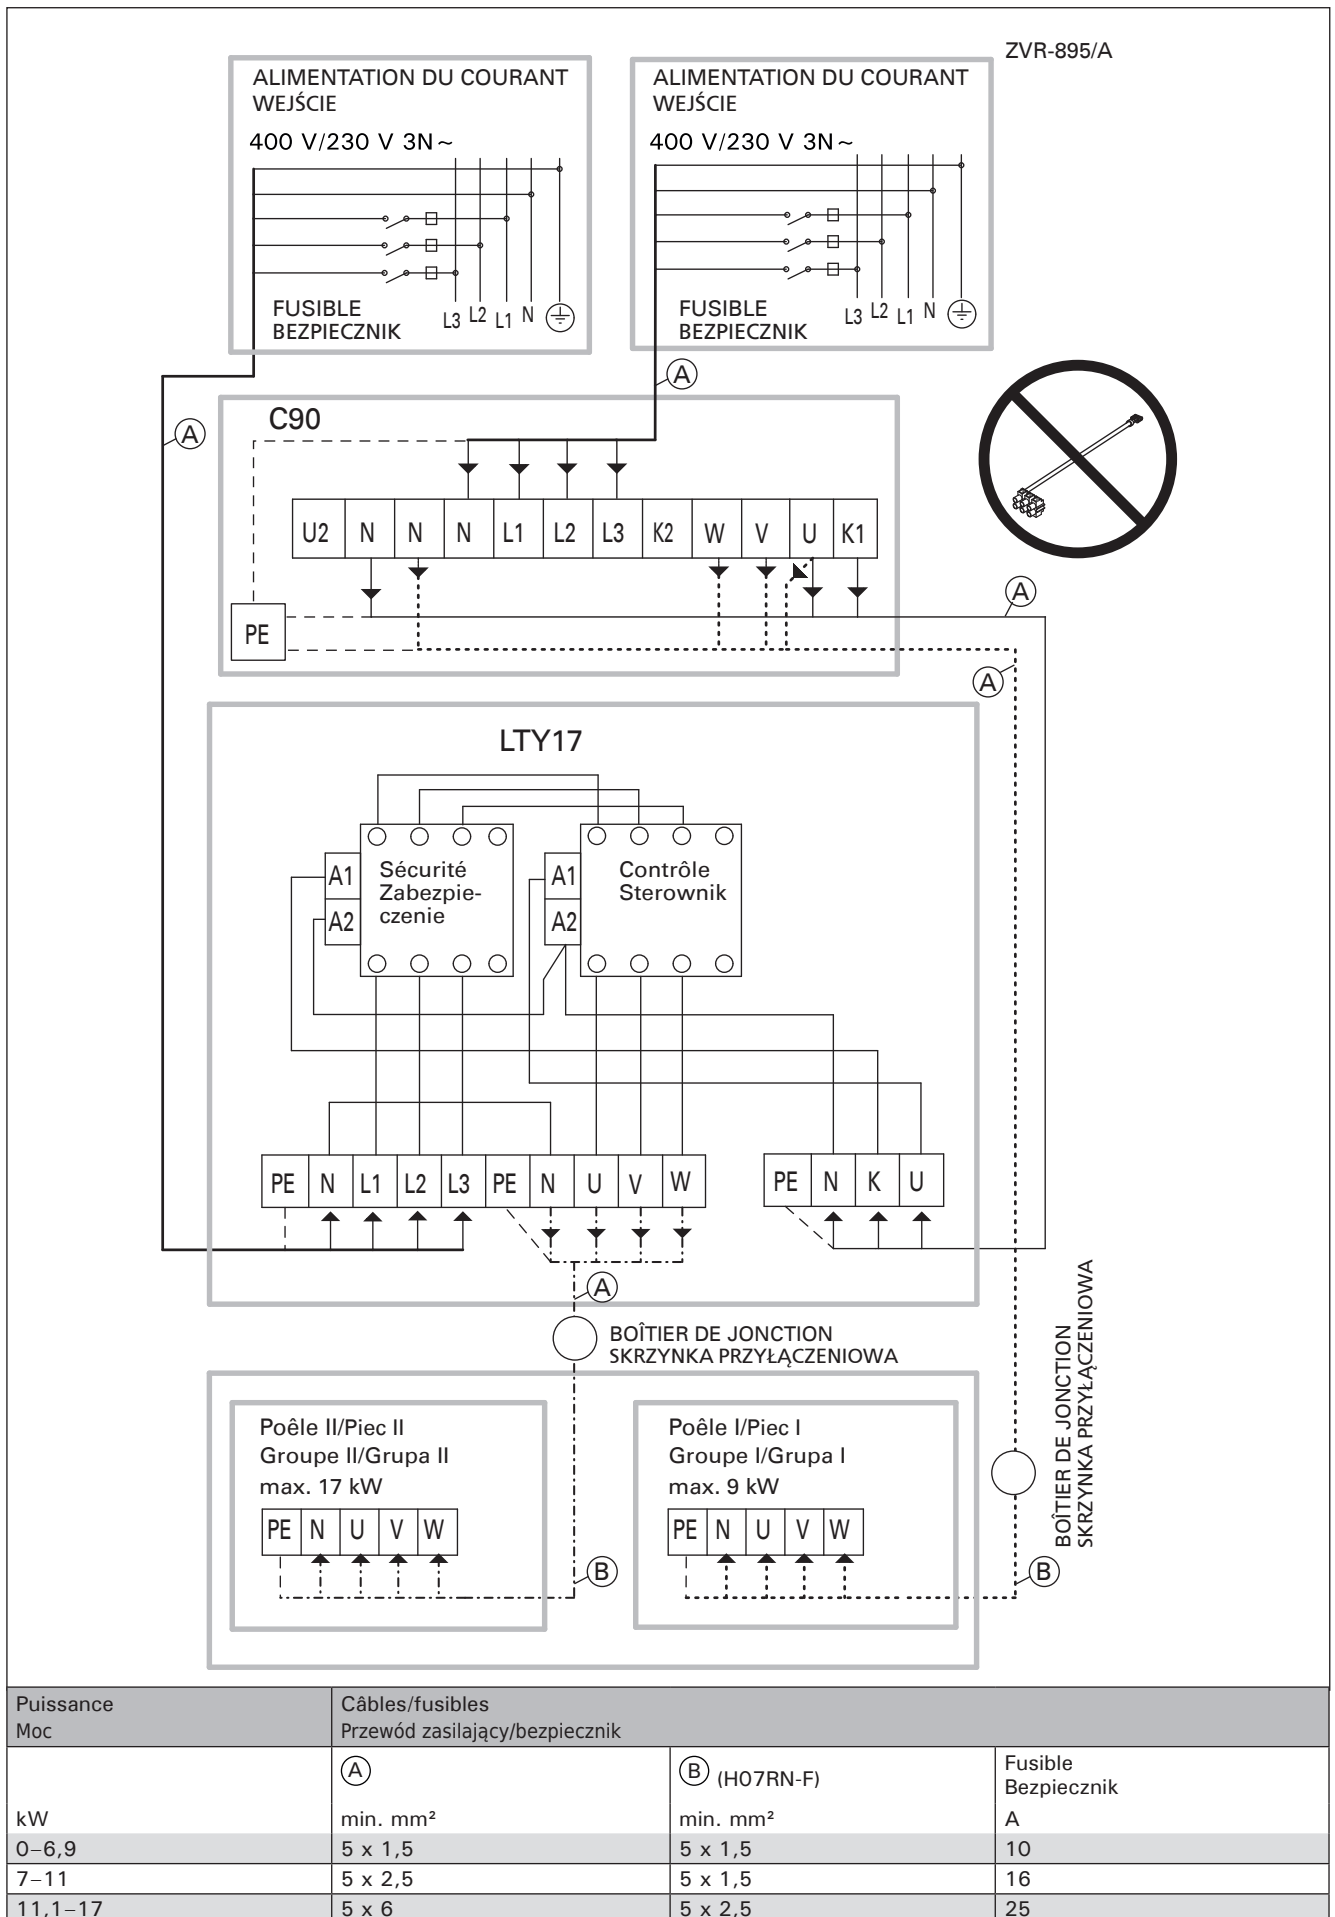 ZVR-895/A
ALIMENTATION DU COURANT
WEJŚCIE
400 V/230 V 3N~
FUSIBLE
BEZPIECZNIK
L3 L2 L1 N
ALIMENTATION DU COURANT
WEJŚCIE
400 V/230 V 3N~
FUSIBLE
BEZPIECZNIK
L3 L2 L1 N
A
A
C90
U2 N N N L1 L2 L3 K2 W V U K1
PE
A
A
LTY17
A1
A2
Sécurité
Zabezpie-
czenie
A1
A2
Contrôle
Sterownik
PE N L1 L2 L3 PE N U V W
PE N K U
A
BOÎTIER DE JONCTION
SKRZYNKA PRZYŁĄCZENIOWA
BOÎTIER DE JONCTION
SKRZYNKA PRZYŁĄCZENIOWA
Poêle II/Piec II
Groupe II/Grupa II
max. 17 kW
PE N U V W
B
Poêle I/Piec I
Groupe I/Grupa I
max. 9 kW
PE N U V W
B
Puissance
Moc
Câbles/fusibles
Przewód zasilający/bezpiecznik
A
B (H07RN-F)
Fusible
Bezpiecznik
kW min. mm² min. mm² A
0–6,9 5 x 1,5 5 x 1,5 10
7–11 5 x 2,5 5 x 1,5 16
11,1–17 5 x 6 5 x 2,5 25